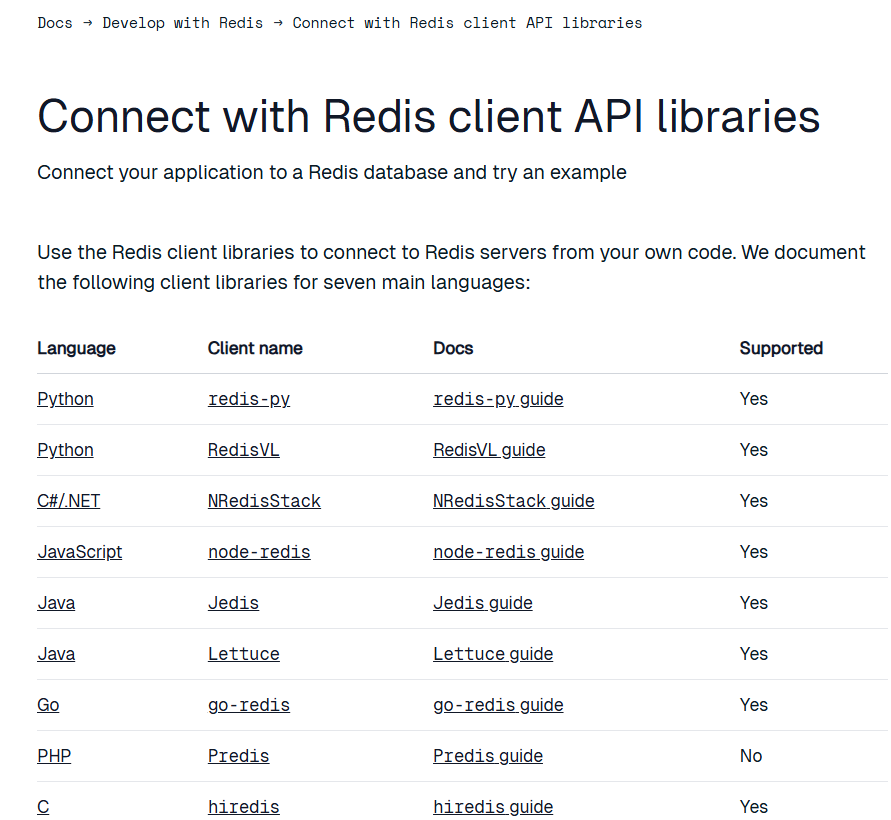 Docs → Develop with Redis → Connect with Redis client API libraries
Connect with Redis client API libraries
Connect your application to a Redis database and try an example
Use the Redis client libraries to connect to Redis servers from your own code. We document
the following client libraries for seven main languages:
Language Client name Docs Supported
Python redis-py redis-py guide Yes
Python RedisVL RedisVL guide Yes
C#/.NET NRedisStack NRedisStack guide Yes
JavaScript node-redis node-redis guide Yes
Java Jedis Jedis guide Yes
Java Lettuce Lettuce guide Yes
Go go-redis go-redis guide Yes
PHP Predis Predis guide No
C hiredis hiredis guide Yes